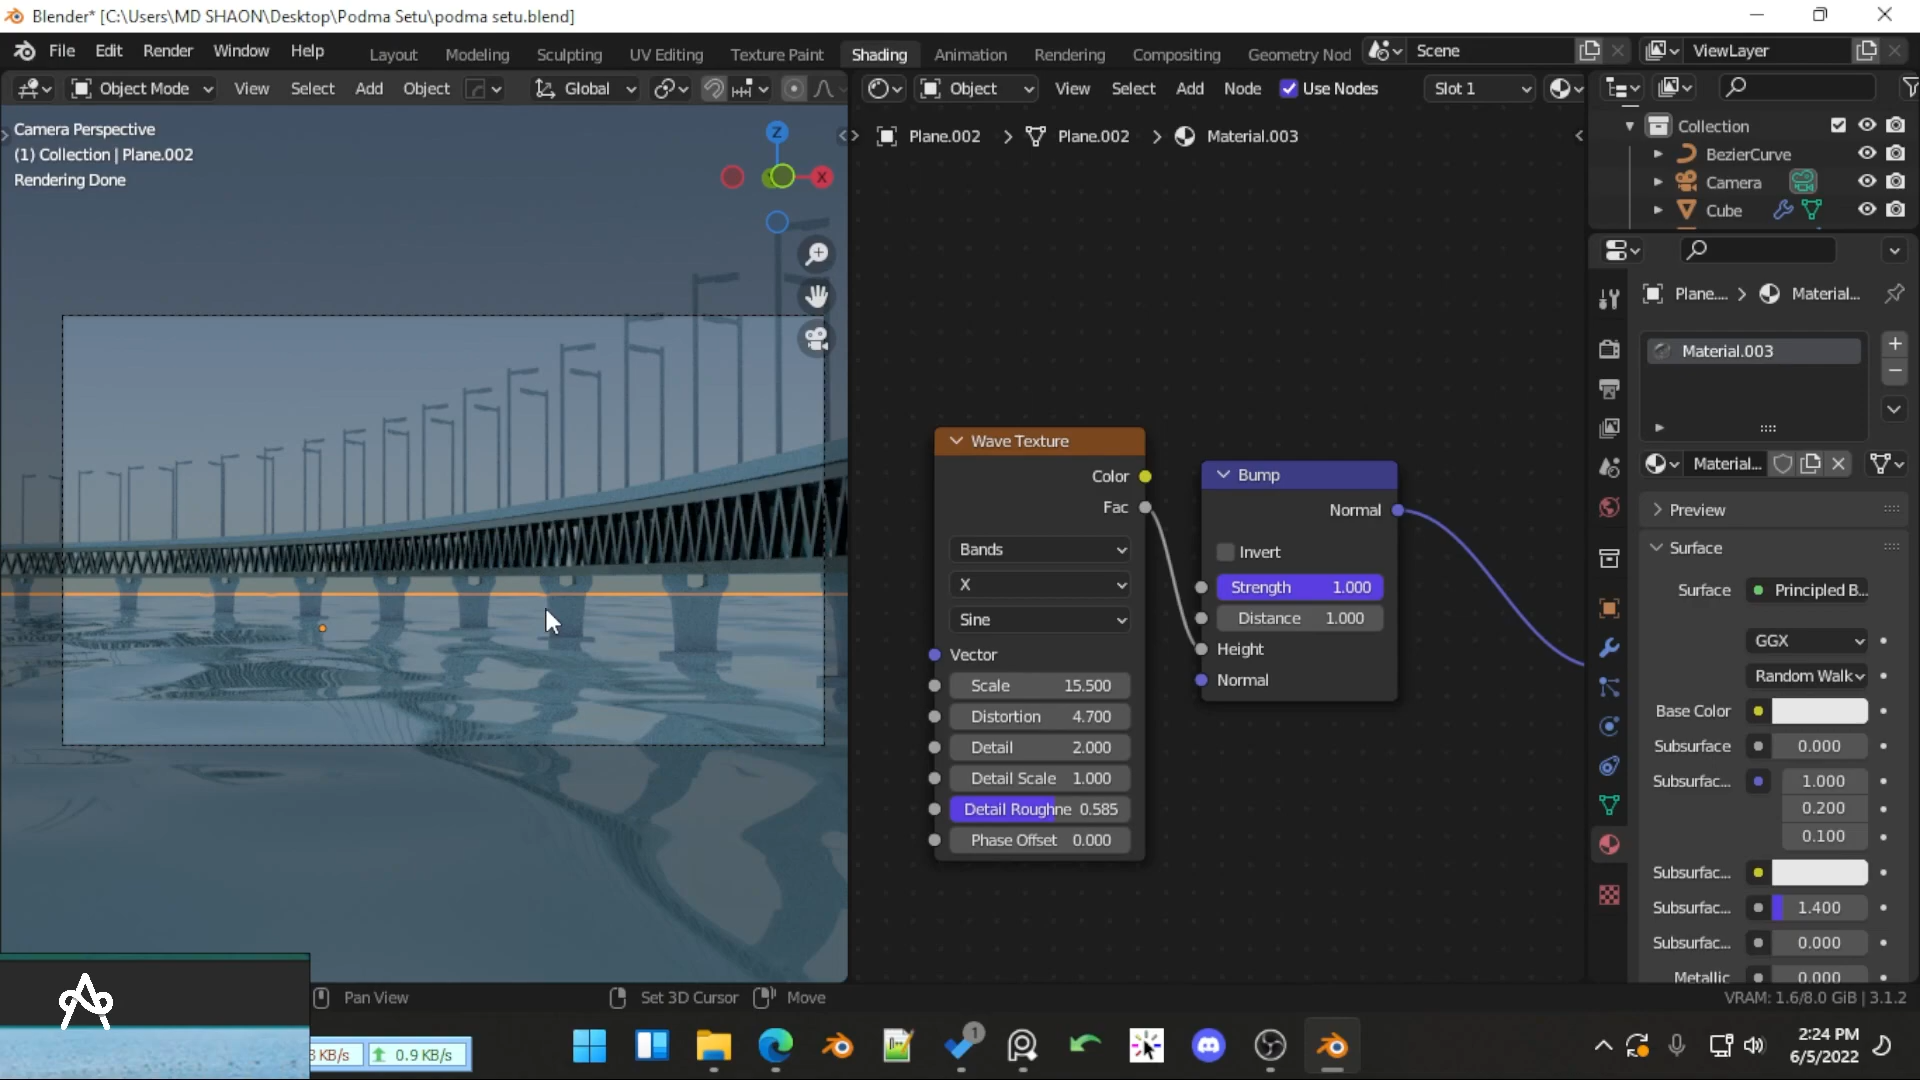 Blender* [C:\Users\MD SHAON\Desktop\Podma Setu\podma setu.blend]
File Edit Render Window Help Layout Modeling Sculpting UV Editing Texture Paint Shading Animation Rendering Compositing Geometry Nod Scene ViewLayer
Object Mode View Select Add Object Global Object View Select Add Node Use Nodes Slot 1
Camera Perspective
(1) Collection | Plane.002
Rendering Done
Z
X
Plane.002 Plane.002 Material.003
Wave Texture
Color
Fac
Bands
X
Sine
Vector
Scale 15.500
Distortion 4.700
Detail 2.000
Detail Scale 1.000
Detail Roughne 0.585
Phase Offset 0.000
Bump
Normal
Invert
Strength 1.000
Distance 1.000
Height
Normal
Collection
BezierCurve
Camera
Cube
Plane.... Material...
Material.003
Material...
Preview
Surface
Surface Principled B...
GGX
Random Walk
Base Color
Subsurface 0.000
Subsurfac... 1.000
0.200
0.100
Subsurfac...
Subsurfac... 1.400
Subsurfac... 0.000
Metallic 0.000
Pan View Set 3D Cursor Move VRAM: 1.6/8.0 GiB | 3.1.2
KB/s 0.9 KB/s
1
2:24 PM
6/5/2022